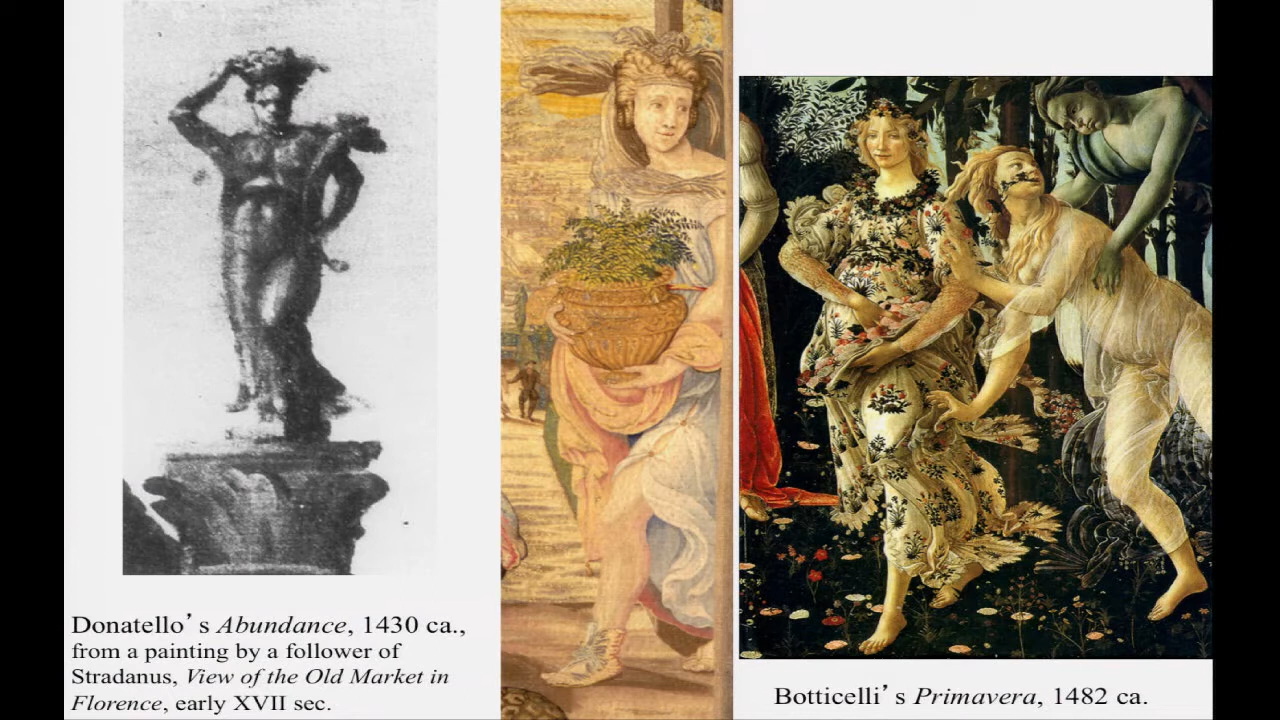 Donatello’s Abundance, 1430 ca.,
from a painting by a follower of
Stradanus, View of the Old Market in
Florence, early XVII sec.
Botticelli’s Primavera, 1482 ca.